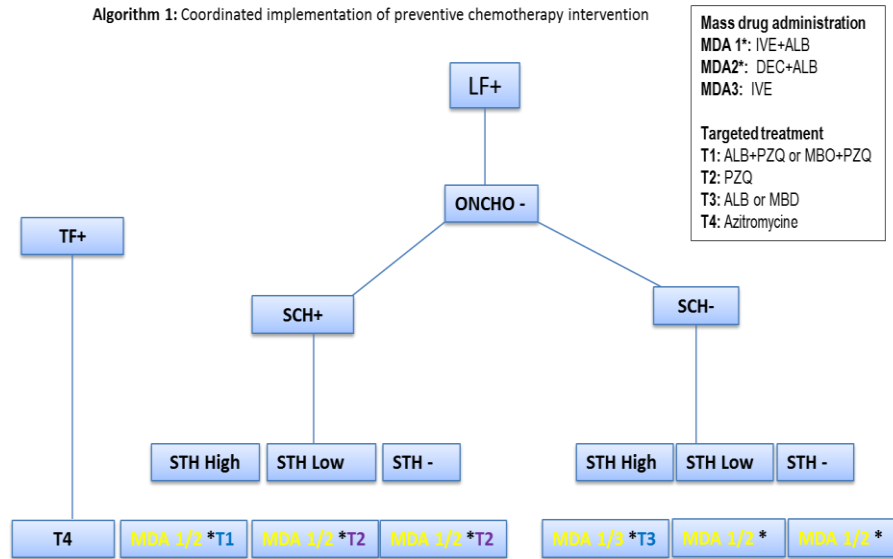 Algorithm 1: Coordinated implementation of preventive chemotherapy intervention
Mass drug administration
MDA 1*: IVE+ALB
MDA2*: DEC+ALB
MDA3: IVE
Targeted treatment
T1: ALB+PZQ or MBO+PZQ
T2: PZQ
T3: ALB or MBD
T4: Azitromycine
LF+
ONCHO -
TF+
SCH+
SCH-
STH High
STH Low
STH -
STH High
STH Low
STH -
T4
MDA 1/2 *T1
MDA 1/2 *T2
MDA 1/2 *T2
MDA 1/3 *T3
MDA 1/2 *
MDA 1/2 *